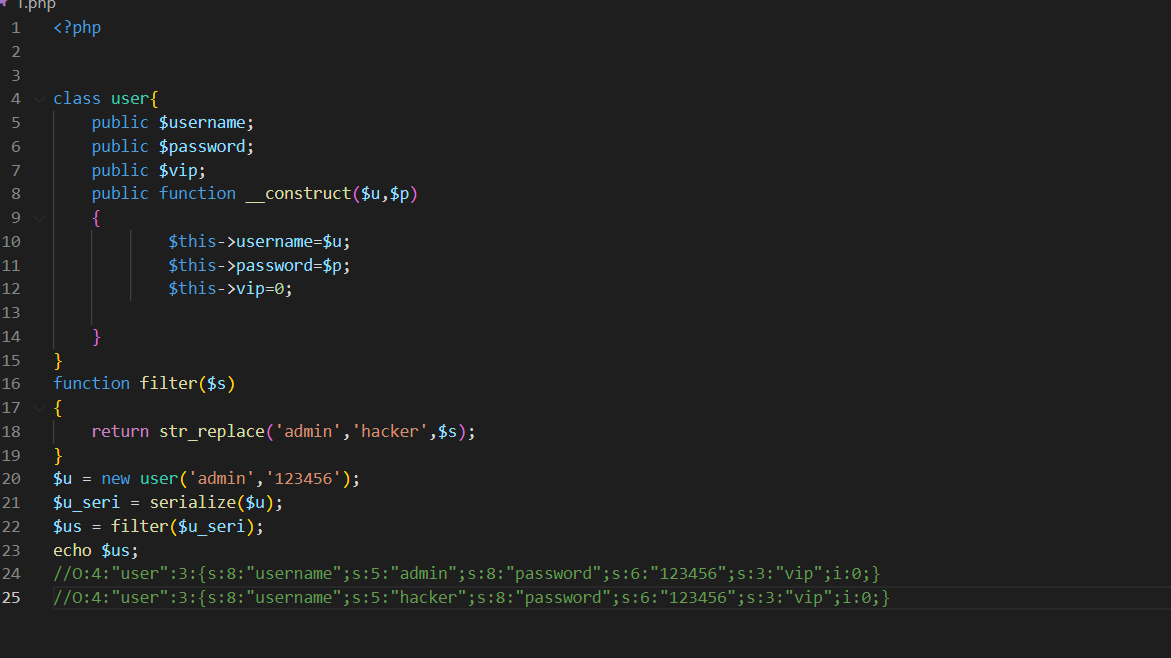 1.php
1 <?php
2
3
4 class user{
5 public $username;
6 public $password;
7 public $vip;
8 public function __construct($u,$p)
9 {
10 $this->username=$u;
11 $this->password=$p;
12 $this->vip=0;
13
14 }
15 }
16 function filter($s)
17 {
18 return str_replace('admin','hacker',$s);
19 }
20 $u = new user('admin','123456');
21 $u_seri = serialize($u);
22 $us = filter($u_seri);
23 echo $us;
24 //O:4:"user":3:{s:8:"username";s:5:"admin";s:8:"password";s:6:"123456";s:3:"vip";i:0;}
25 //O:4:"user":3:{s:8:"username";s:5:"hacker";s:8:"password";s:6:"123456";s:3:"vip";i:0;}